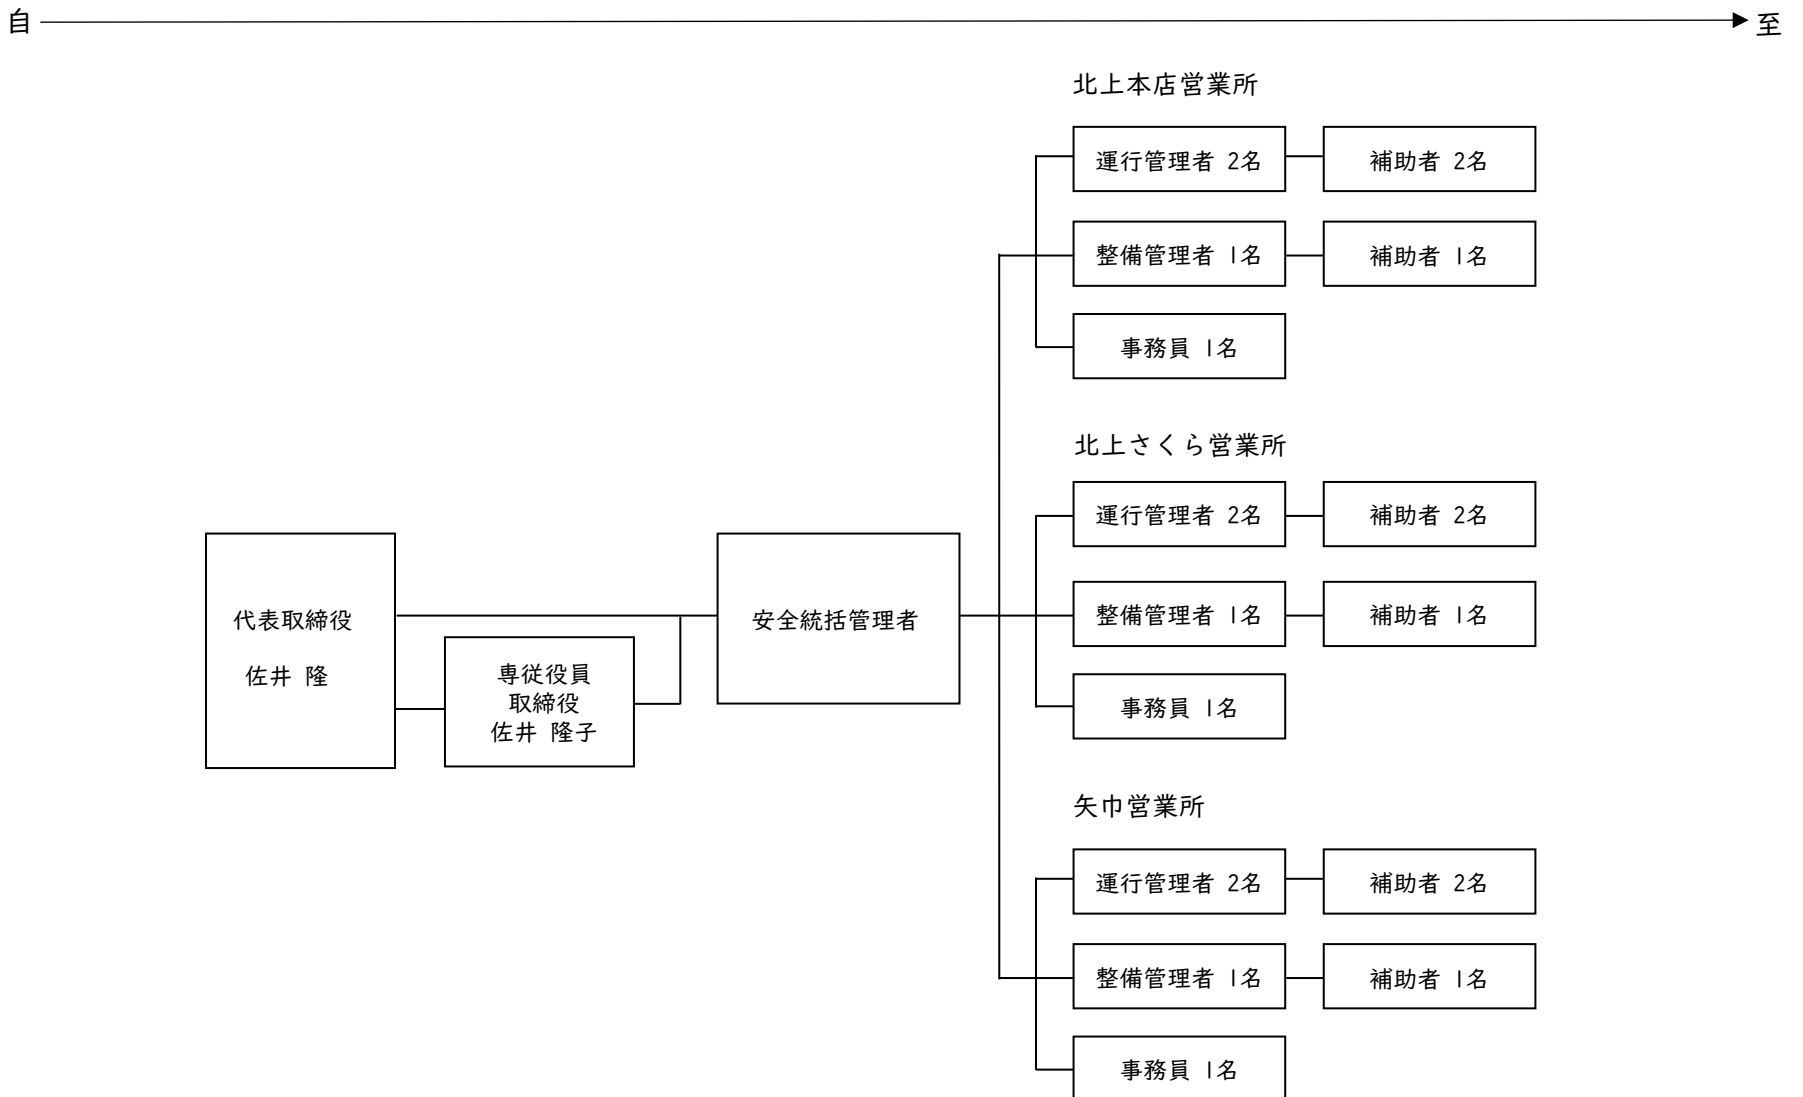 自
至
北上本店営業所
運行管理者 2名
補助者 2名
整備管理者 1名
補助者 1名
事務員 1名
北上さくら営業所
運行管理者 2名
補助者 2名
代表取締役
佐井 隆
専従役員
取締役
佐井 隆子
安全統括管理者
整備管理者 1名
補助者 1名
事務員 1名
矢巾営業所
運行管理者 2名
補助者 2名
整備管理者 1名
補助者 1名
事務員 1名